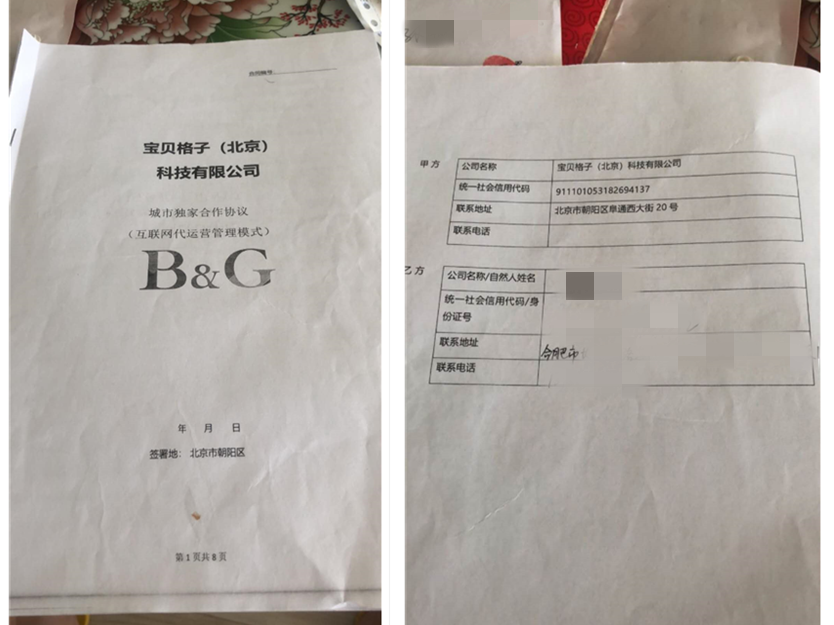 合同编号
宝贝格子（北京）
科技有限公司
城市独家合作协议
（互联网代运营管理模式）
B&G
年 月 日
签署地： 北京市朝阳区
第1页共8页
甲方
公司名称 宝贝格子（北京）科技有限公司
统一社会信用代码 911101053182694137
联系地址 北京市朝阳区阜通西大街 20 号
联系电话
乙方
公司名称/自然人姓名
统一社会信用代码/身
份证号
联系地址 合肥市
联系电话